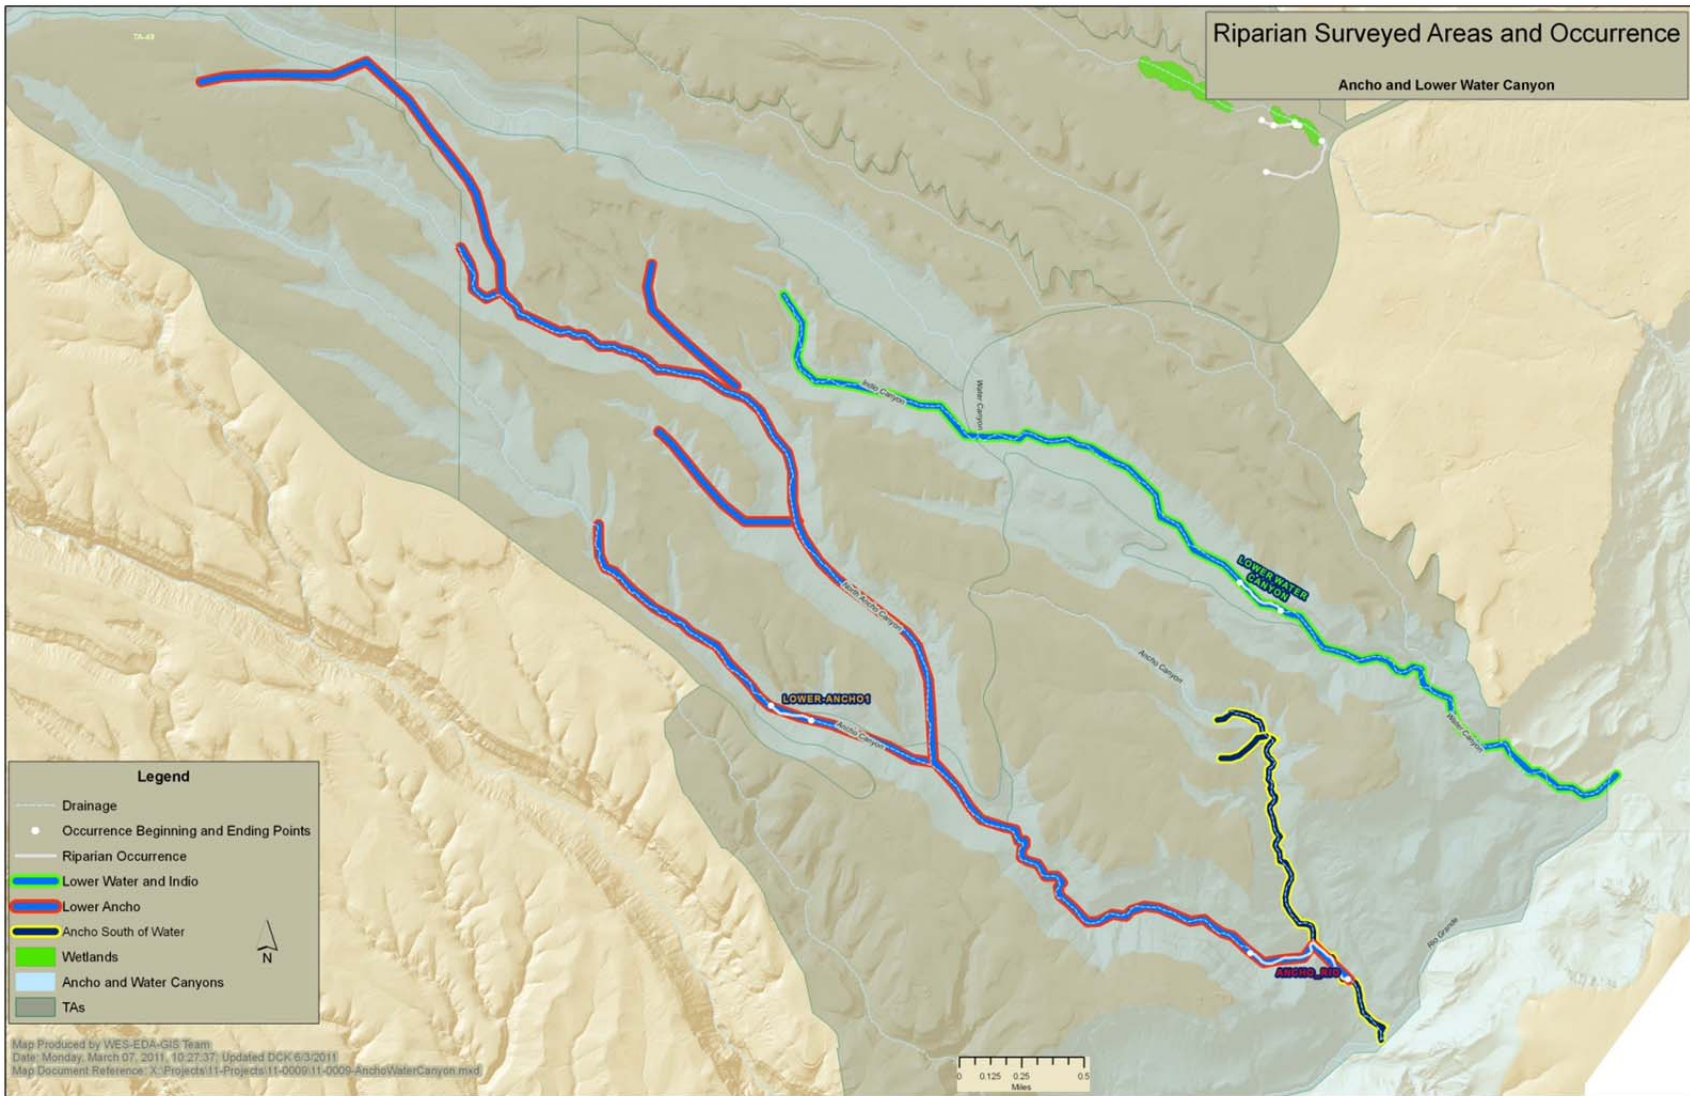 TA-49
Riparian Surveyed Areas and Occurrence
Ancho and Lower Water Canyon
Indio Canyon
Water Canyon
LOWER WATER
CANYON
North Ancho Canyon
Ancho Canyon
LOWER-ANCHO1
Ancho Canyon
Water Canyon
Rio Grande
ANCHO_RIO
Legend
Drainage
Occurrence Beginning and Ending Points
Riparian Occurrence
Lower Water and Indio
Lower Ancho
Ancho South of Water
Wetlands
Ancho and Water Canyons
TAs
N
Map Produced by WES-EDA-GIS Team
Date: Monday, March 07, 2011, 10:27:37; Updated DCK 6/3/2011
Map Document Reference: X:\Projects\11-Projects\11-0009\11-0009-AnchoWaterCanyon.mxd
0 0.125 0.25 0.5
Miles